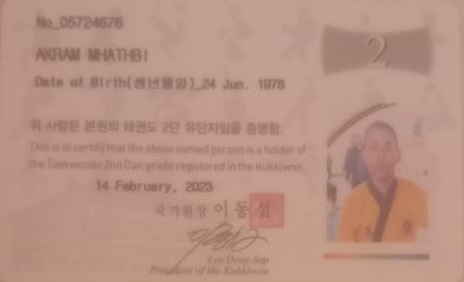 No_05724676
2
AKRAM MHATHBI
Date of Birth(생년월일)_24 Jun. 1978
위 사람은 본원의 태권도 2단 유단자임을 증명함.
This is to certify that the above named person is a holder of
the Taekwondo 2nd Dan grade registered in the Kukkiwon.
14 February, 2023
국기원장 이 동 섭
Lee Dong-Sup
President of the Kukkiwon